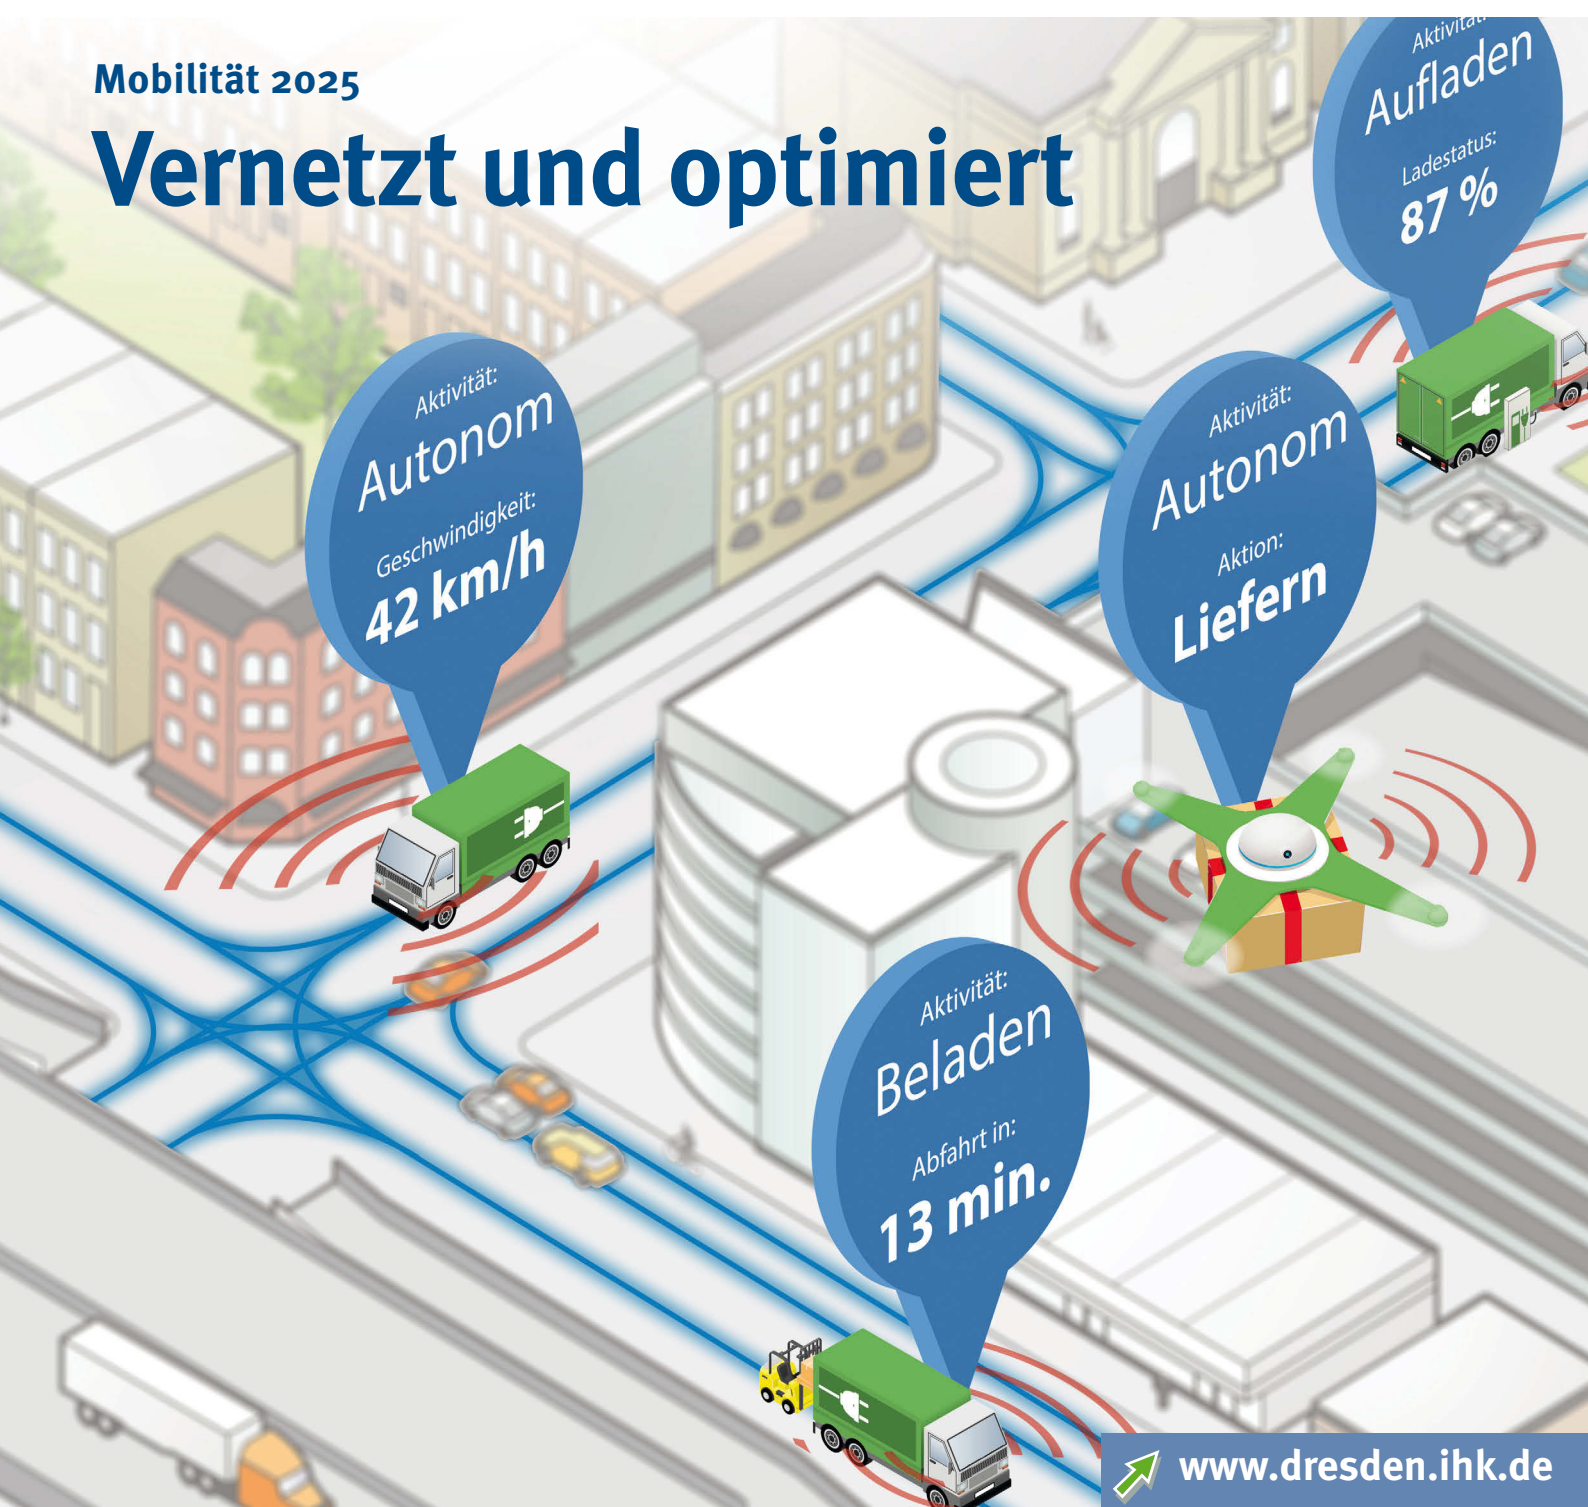 Mobilität 2025
Vernetzt und optimiert
Aktivität:
Aufladen
Ladestatus:
87 %
Aktivität:
Autonom
Geschwindigkeit:
42 km/h
Aktivität:
Autonom
Aktion:
Liefern
Aktivität:
Beladen
Abfahrt in:
13 min.
www.dresden.ihk.de